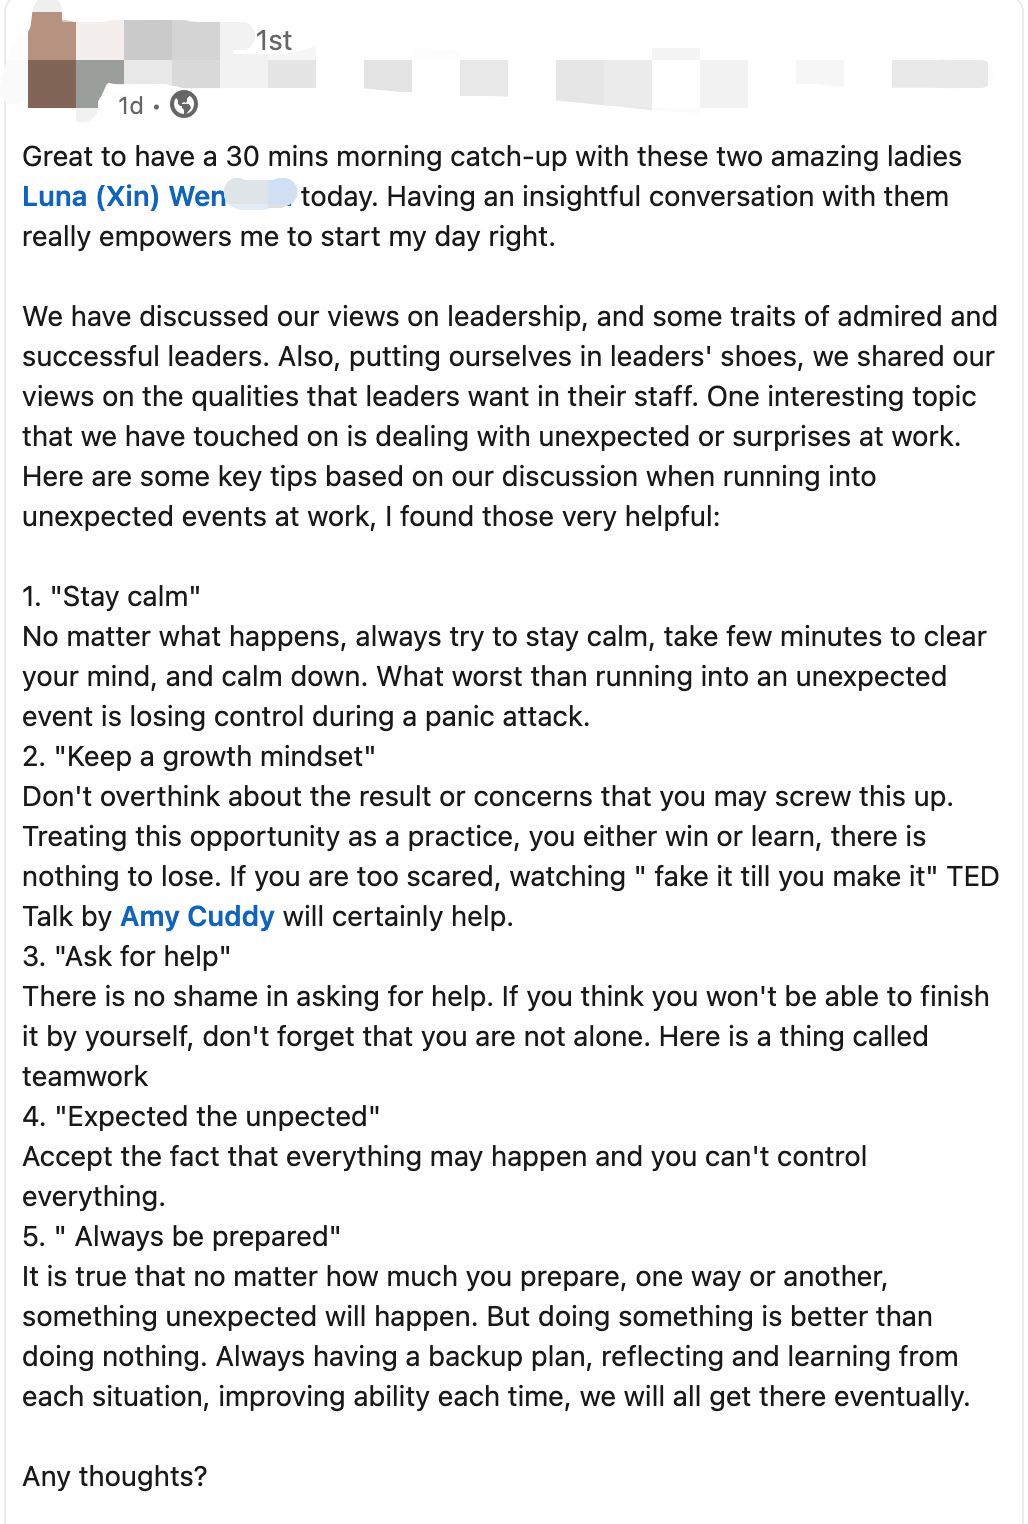 1st
1d •
Great to have a 30 mins morning catch-up with these two amazing ladies
Luna (Xin) Wen today. Having an insightful conversation with them
really empowers me to start my day right.
We have discussed our views on leadership, and some traits of admired and
successful leaders. Also, putting ourselves in leaders' shoes, we shared our
views on the qualities that leaders want in their staff. One interesting topic
that we have touched on is dealing with unexpected or surprises at work.
Here are some key tips based on our discussion when running into
unexpected events at work, I found those very helpful:
1. "Stay calm"
No matter what happens, always try to stay calm, take few minutes to clear
your mind, and calm down. What worst than running into an unexpected
event is losing control during a panic attack.
2. "Keep a growth mindset"
Don't overthink about the result or concerns that you may screw this up.
Treating this opportunity as a practice, you either win or learn, there is
nothing to lose. If you are too scared, watching " fake it till you make it" TED
Talk by Amy Cuddy will certainly help.
3. "Ask for help"
There is no shame in asking for help. If you think you won't be able to finish
it by yourself, don't forget that you are not alone. Here is a thing called
teamwork
4. "Expected the unpected"
Accept the fact that everything may happen and you can't control
everything.
5. " Always be prepared"
It is true that no matter how much you prepare, one way or another,
something unexpected will happen. But doing something is better than
doing nothing. Always having a backup plan, reflecting and learning from
each situation, improving ability each time, we will all get there eventually.
Any thoughts?